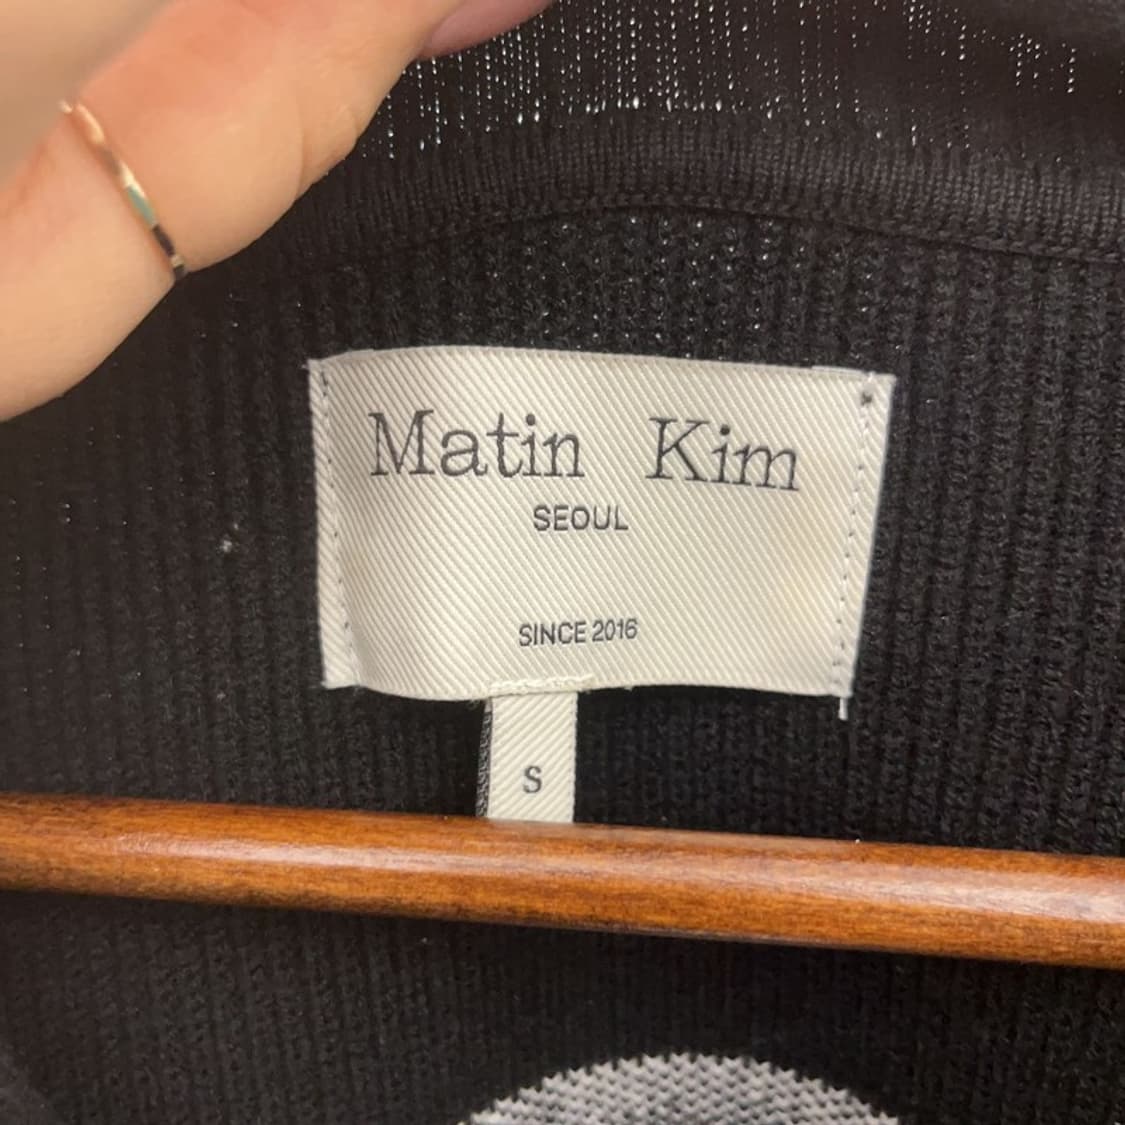 Matin Kim
SEOUL
SINCE 2016
S